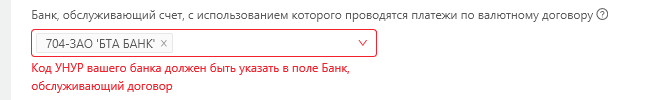 Банк, обслуживающий счет, с использованием которого проводятся платежи по валютному договору
704-ЗАО 'БТА БАНК' ×
Код УНУР вашего банка должен быть указать в поле Банк,
обслуживающий договор